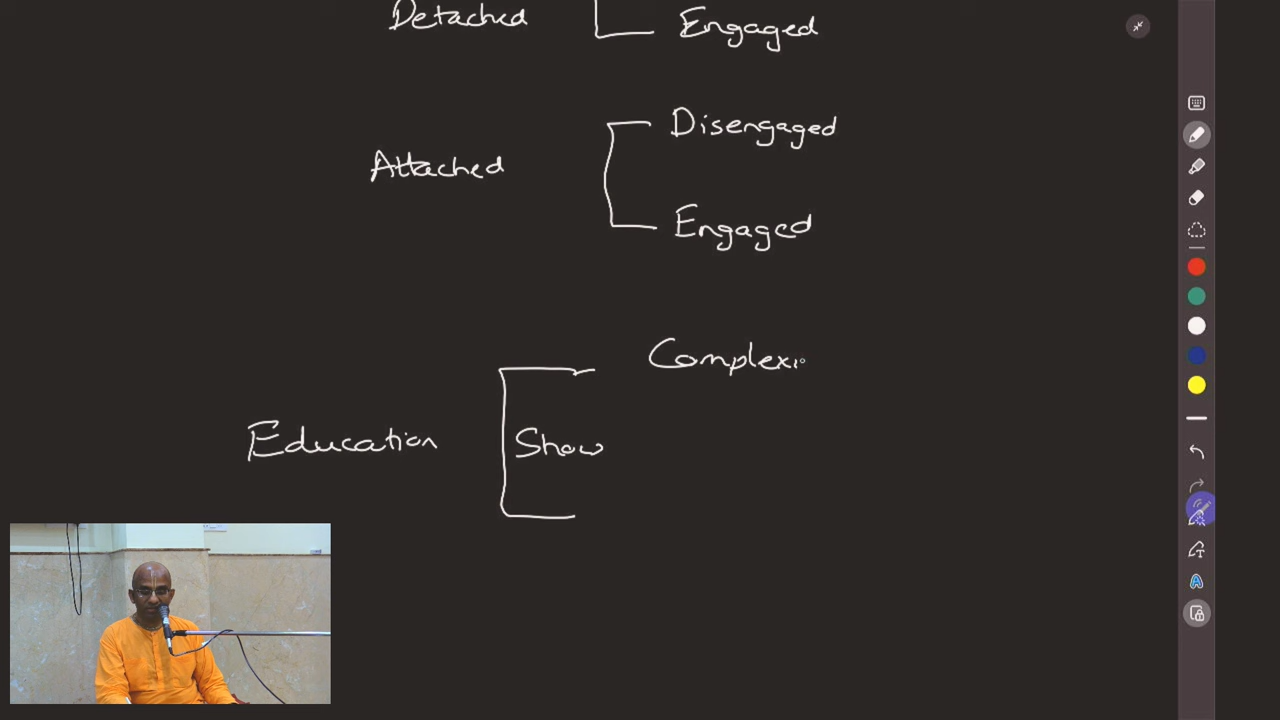 Detached
Engaged
Disengaged
Attached
Engaged
Complexi
Education
Show